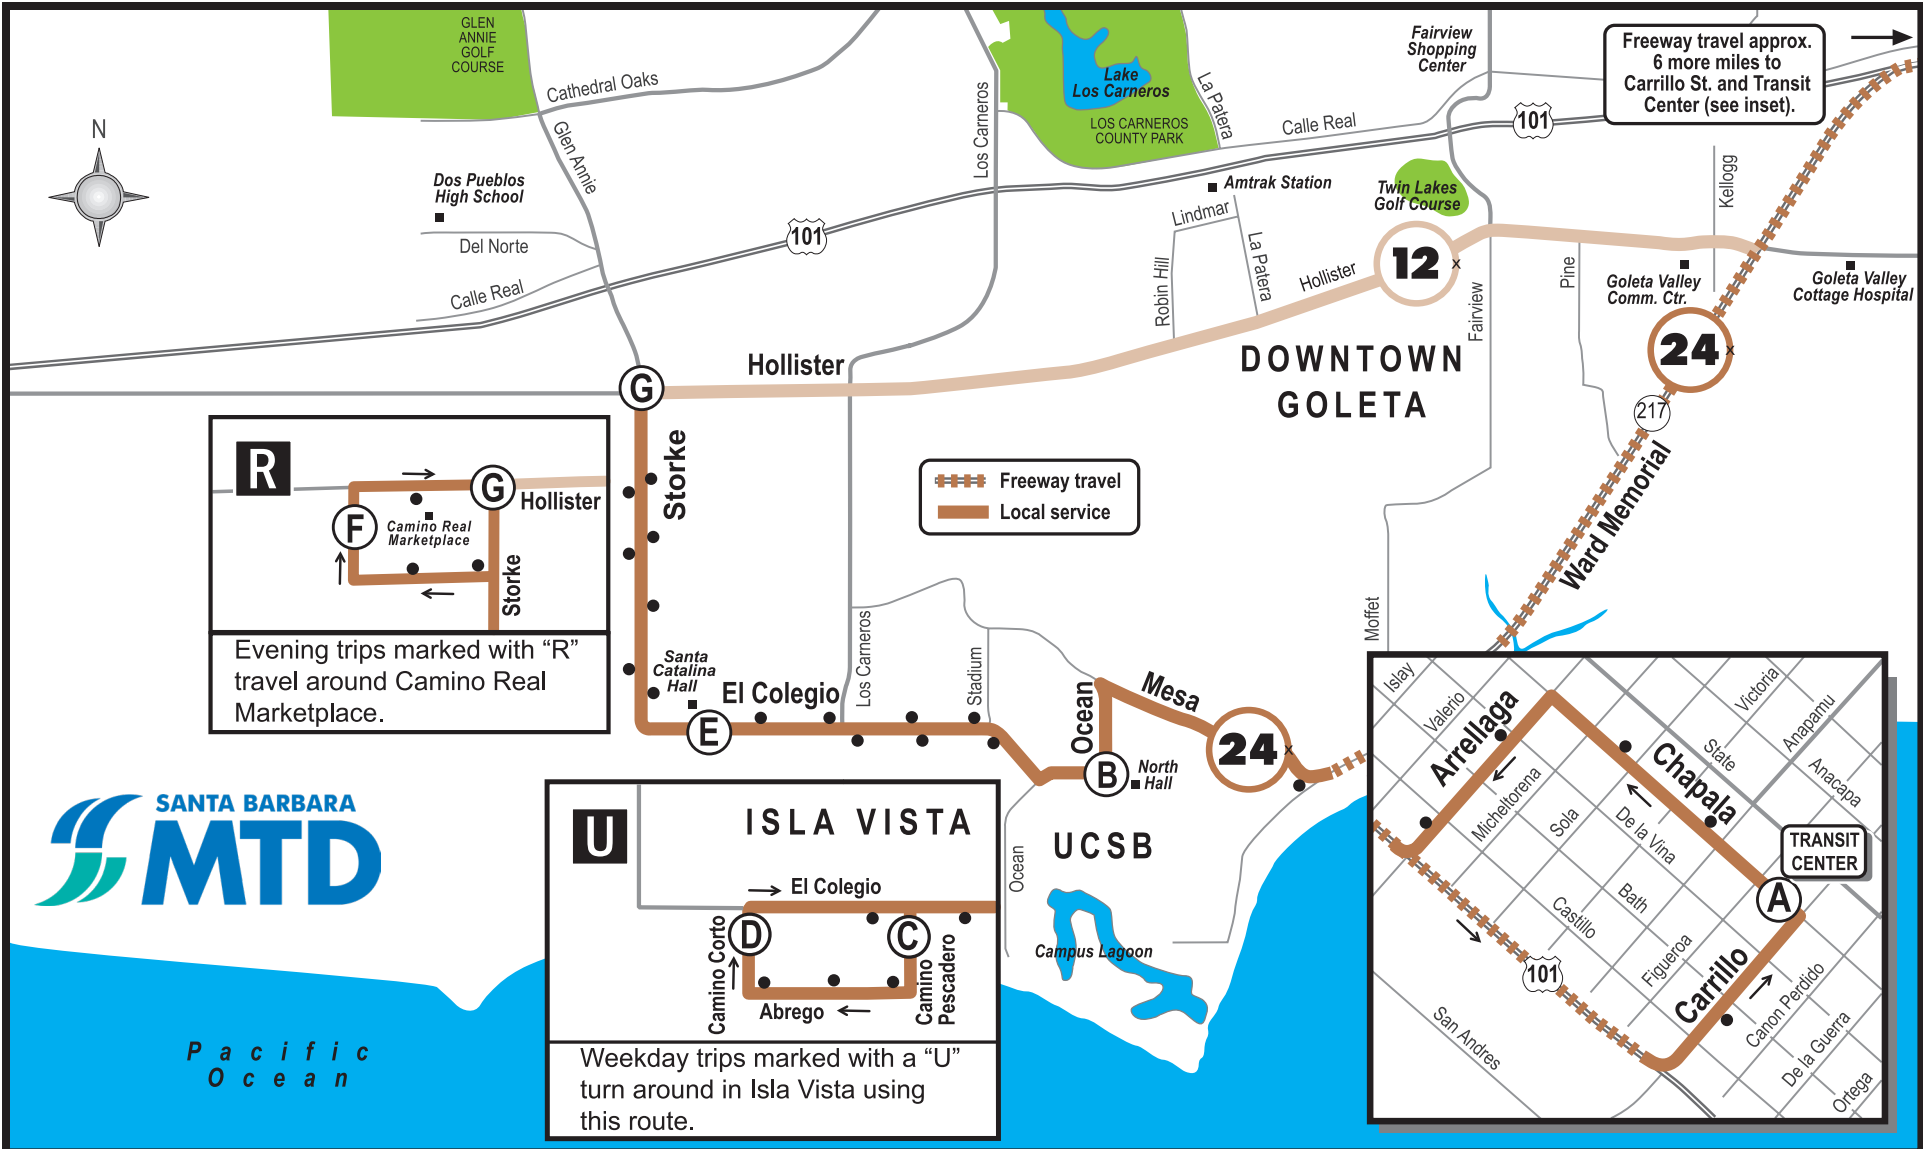 GLEN
ANNIE
GOLF
COURSE
Cathedral Oaks
Glen Annie
N
Dos Pueblos
High School
Del Norte
Calle Real
101
Los Carneros
Lake
Los Carneros
LOS CARNEROS
COUNTY PARK
La Patera
Calle Real
Fairview
Shopping
Center
101
Freeway travel approx.
6 more miles to
Carrillo St. and Transit
Center (see inset).
Amtrak Station
Twin Lakes
Golf Course
Lindmar
Robin Hill
La Patera
Hollister
12
x
Fairview
Pine
Kellogg
Goleta Valley
Comm. Ctr.
Goleta Valley
Cottage Hospital
24
x
217
Ward Memorial
DOWNTOWN
GOLETA
Hollister
G
Storke
R
G
Hollister
F
Camino Real
Marketplace
Storke
Evening trips marked with “R”
travel around Camino Real
Marketplace.
Freeway travel
Local service
Santa
Catalina
Hall
E
El Colegio
Los Carneros
Stadium
Ocean
Mesa
Moffet
B
North
Hall
24
x
UCSB
Ocean
Campus Lagoon
SANTA BARBARA
MTD
Pacific
Ocean
U
ISLA VISTA
El Colegio
D
C
Camino Corto
Camino
Pescadero
Abrego
Weekday trips marked with a “U”
turn around in Isla Vista using
this route.
Islay
Valerio
Arrellaga
Micheltorena
Sola
Victoria
Anapamu
State
Anacapa
Chapala
De la Vina
Bath
Castillo
Figueroa
TRANSIT
CENTER
A
101
Carrillo
Canon Perdido
De la Guerra
Ortega
San Andres